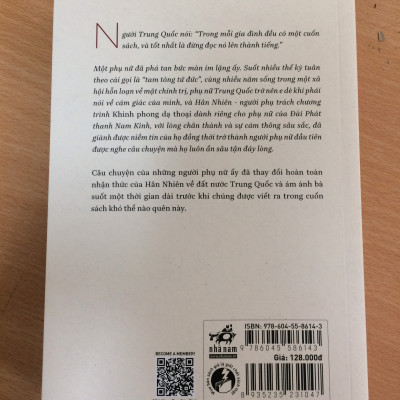 Người Trung Quốc nói: “Trong mỗi gia đình đều có một cuốn
sách, và tốt nhất là đừng đọc nó lên thành tiếng.”
Một phụ nữ đã phá tan bức màn im lặng ấy. Suốt nhiều thế kỷ tuân
theo cái gọi là “tam tòng tứ đức”, cùng nhiều năm sống trong một xã
hội hỗn loạn về mặt chính trị, phụ nữ Trung Quốc trở nên e dè khi phải
nói về cảm giác của mình, và Hân Nhiên - người phụ trách chương
trình Khinh phong dạ thoại dành riêng cho phụ nữ của Đài Phát
thanh Nam Kinh, với lòng chân thành và sự cảm thông sâu sắc, đã
giành được niềm tin của họ đồng thời trở thành người phụ nữ đầu tiên
được nghe câu chuyện mà họ luôn ẩn sâu tận đáy lòng.
Câu chuyện của những người phụ nữ ấy đã thay đổi hoàn toàn
nhận thức của Hân Nhiên về đất nước Trung Quốc và ám ảnh bà
suốt một thời gian dài trước khi chúng được viết ra trong cuốn
sách khó thể nào quên này.
BECOME A MEMBER!
nhã nam
ISBN: 978-604-55-8614-3
9 786045 586143
Giá: 128.000đ
8 935235 231047